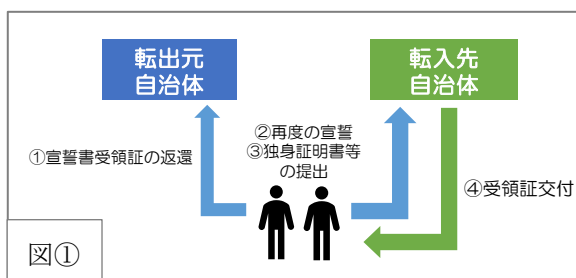 転出元
自治体
転入先
自治体
①宣誓書受領証の返還
②再度の宣誓
③独身証明書等
の提出
④受領証交付
図①